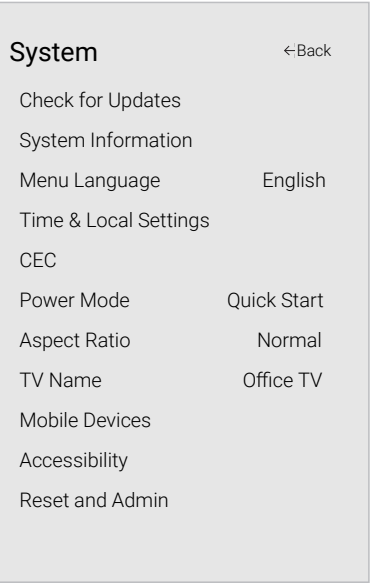 System ←Back
Check for Updates
System Information
Menu Language English
Time & Local Settings
CEC
Power Mode Quick Start
Aspect Ratio Normal
TV Name Office TV
Mobile Devices
Accessibility
Reset and Admin